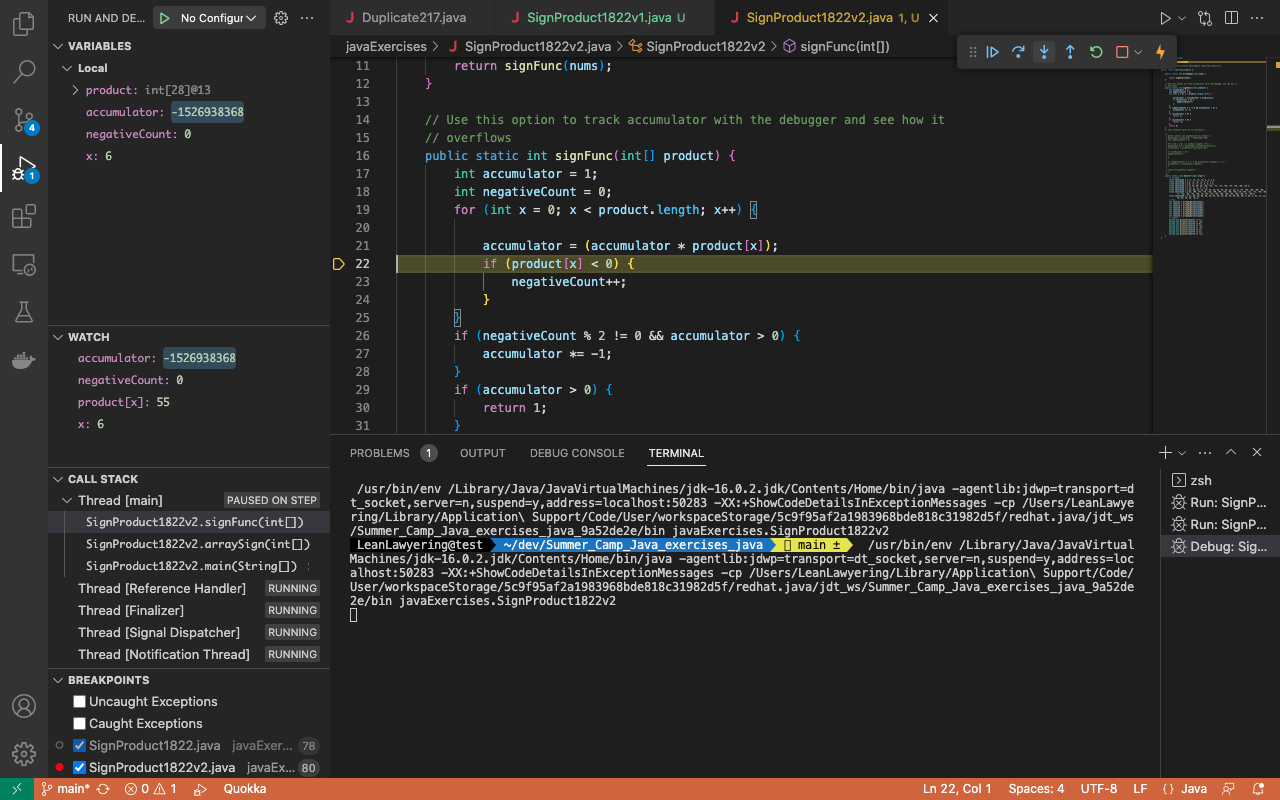 RUN AND DE... No Configur
Duplicate217.java
SignProduct1822v1.java U
SignProduct1822v2.java 1, U
javaExercises > SignProduct1822v2.java > SignProduct1822v2 > signFunc(int[])
4
1
VARIABLES
Local
product: int[28]@13
accumulator: -1526938368
negativeCount: 0
x: 6
WATCH
accumulator: -1526938368
negativeCount: 0
product[x]: 55
x: 6
CALL STACK
Thread [main] PAUSED ON STEP
SignProduct1822v2.signFunc(int[])
SignProduct1822v2.arraySign(int[])
SignProduct1822v2.main(String[])
Thread [Reference Handler] RUNNING
Thread [Finalizer] RUNNING
Thread [Signal Dispatcher] RUNNING
Thread [Notification Thread] RUNNING
BREAKPOINTS
Uncaught Exceptions
Caught Exceptions
SignProduct1822.java javaExer... 78
SignProduct1822v2.java javaEx... 80
11 return signFunc(nums);
12 }
13
14 // Use this option to track accumulator with the debugger and see how it
15 // overflows
16 public static int signFunc(int[] product) {
17 int accumulator = 1;
18 int negativeCount = 0;
19 for (int x = 0; x < product.length; x++) {
20
21 accumulator = (accumulator * product[x]);
22 if (product[x] < 0) {
23 negativeCount++;
24 }
25 }
26 if (negativeCount % 2 != 0 && accumulator > 0) {
27 accumulator *= -1;
28 }
29 if (accumulator > 0) {
30 return 1;
31 }
PROBLEMS 1 OUTPUT DEBUG CONSOLE TERMINAL
/usr/bin/env /Library/Java/JavaVirtualMachines/jdk-16.0.2.jdk/Contents/Home/bin/java -agentlib:jdwp=transport=d
t_socket,server=n,suspend=y,address=localhost:50283 -XX:+ShowCodeDetailsInExceptionMessages -cp /Users/LeanLawye
ring/Library/Application\ Support/Code/User/workspaceStorage/5c9f95af2a1983968bde818c31982d5f/redhat.java/jdt_ws
/Summer_Camp_Java_exercises_java_9a52de2e/bin javaExercises.SignProduct1822v2
LeanLawyering@test ~/dev/Summer_Camp_Java_exercises_java main ± /usr/bin/env /Library/Java/JavaVirtual
Machines/jdk-16.0.2.jdk/Contents/Home/bin/java -agentlib:jdwp=transport=dt_socket,server=n,suspend=y,address=loc
alhost:50283 -XX:+ShowCodeDetailsInExceptionMessages -cp /Users/LeanLawyering/Library/Application\ Support/Code/
User/workspaceStorage/5c9f95af2a1983968bde818c31982d5f/redhat.java/jdt_ws/Summer_Camp_Java_exercises_java_9a52de
2e/bin javaExercises.SignProduct1822v2
zsh
Run: SignP...
Run: SignP...
Debug: Sig...
main* 0 1 Quokka Ln 22, Col 1 Spaces: 4 UTF-8 LF {} Java